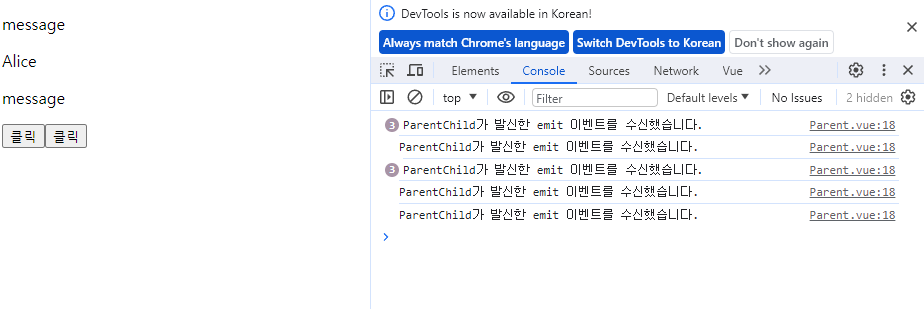 message
Alice
message
클릭 클릭
DevTools is now available in Korean!
Always match Chrome's language Switch DevTools to Korean Don't show again
Elements Console Sources Network Vue
top Filter Default levels No Issues 2 hidden
3 ParentChild가 발신한 emit 이벤트를 수신했습니다. Parent.vue:18
ParentChild가 발신한 emit 이벤트를 수신했습니다. Parent.vue:18
3 ParentChild가 발신한 emit 이벤트를 수신했습니다. Parent.vue:18
ParentChild가 발신한 emit 이벤트를 수신했습니다. Parent.vue:18
ParentChild가 발신한 emit 이벤트를 수신했습니다. Parent.vue:18